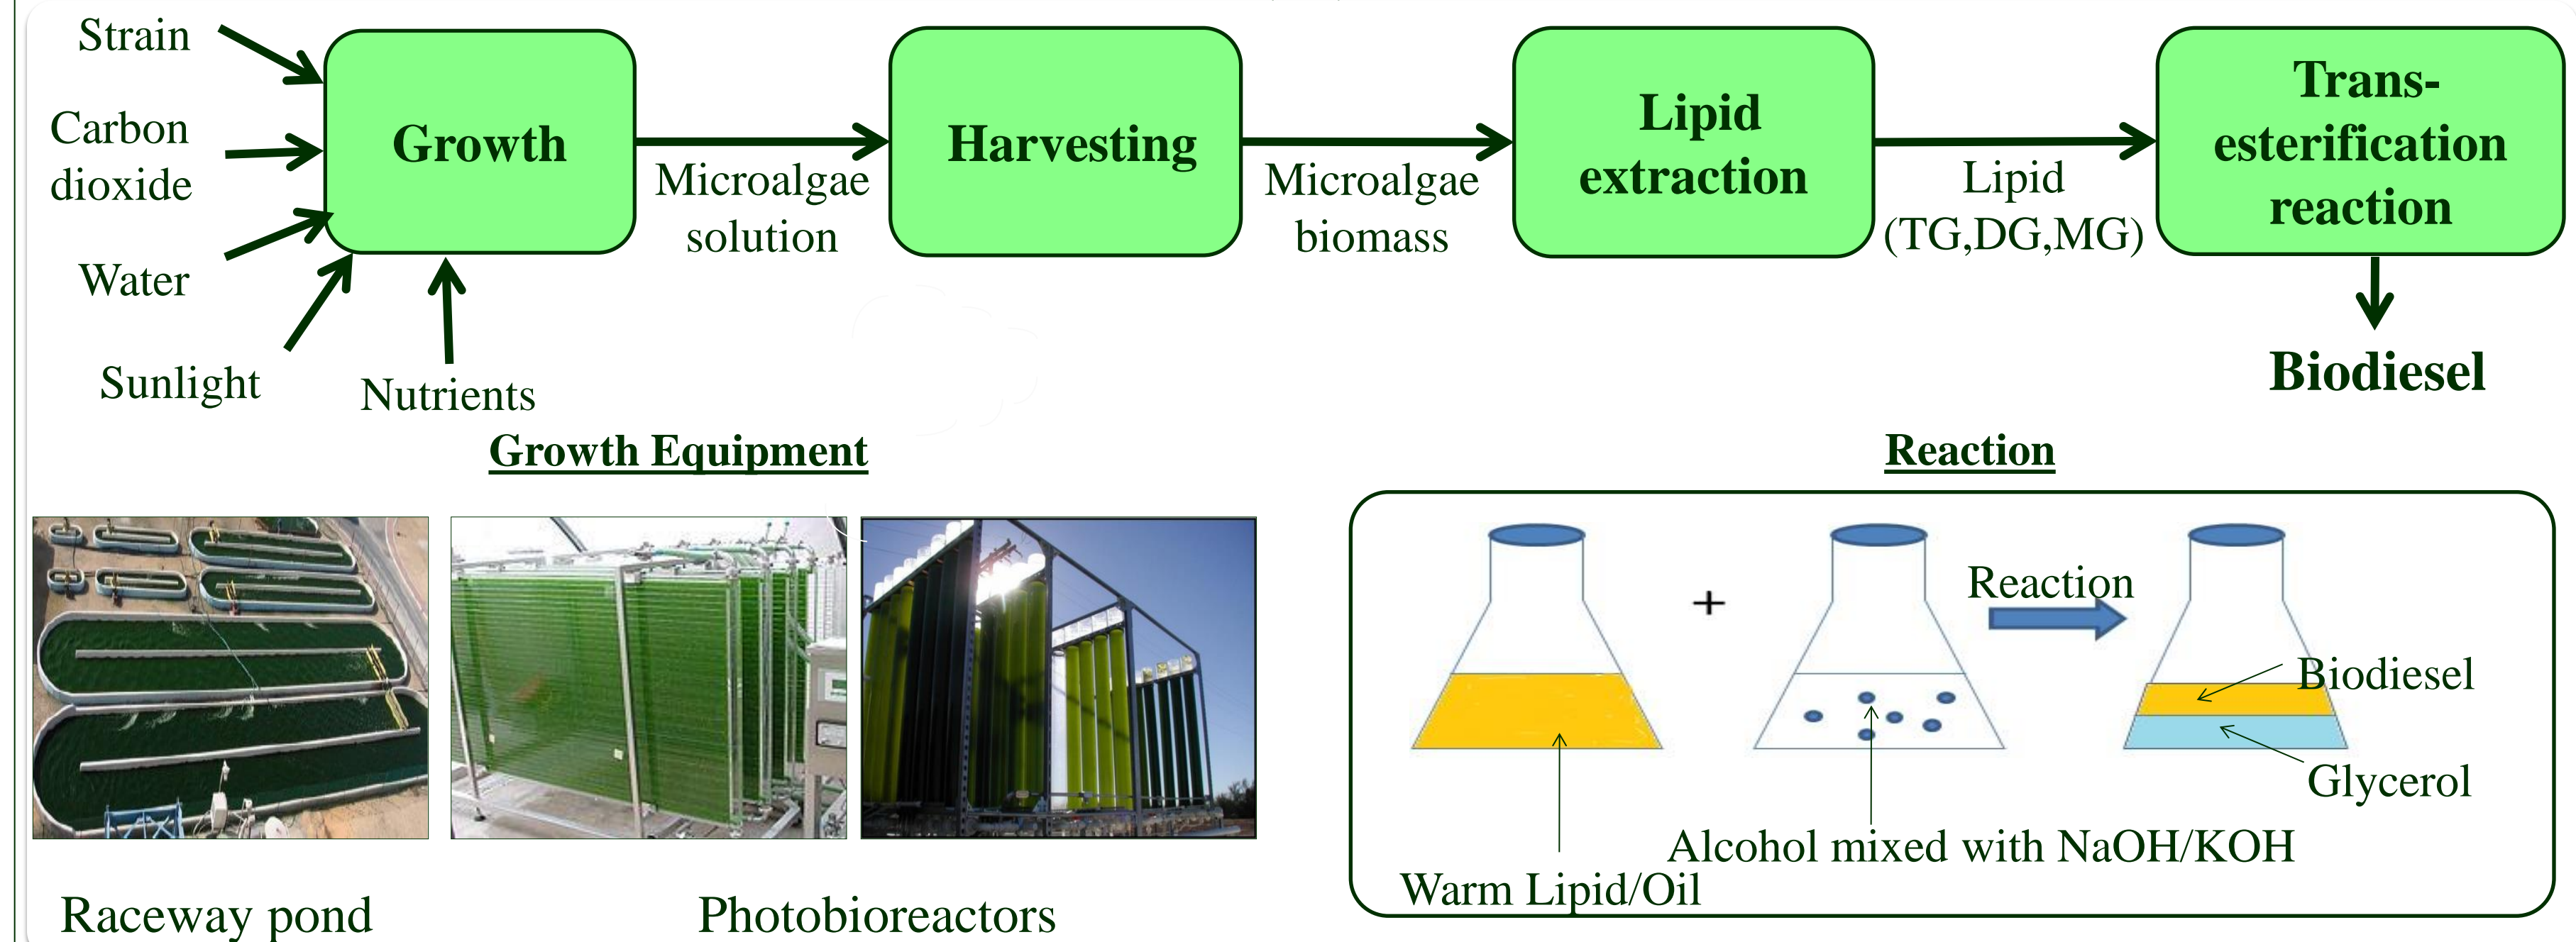 Strain
Carbon
dioxide
Water
Sunlight
Nutrients
Growth
Microalgae
solution
Harvesting
Microalgae
biomass
Lipid
extraction
Lipid
(TG,DG,MG)
Trans-
esterification
reaction
Biodiesel
Growth Equipment
Raceway pond
Photobioreactors
Reaction
+
Reaction
Biodiesel
Glycerol
Alcohol mixed with NaOH/KOH
Warm Lipid/Oil